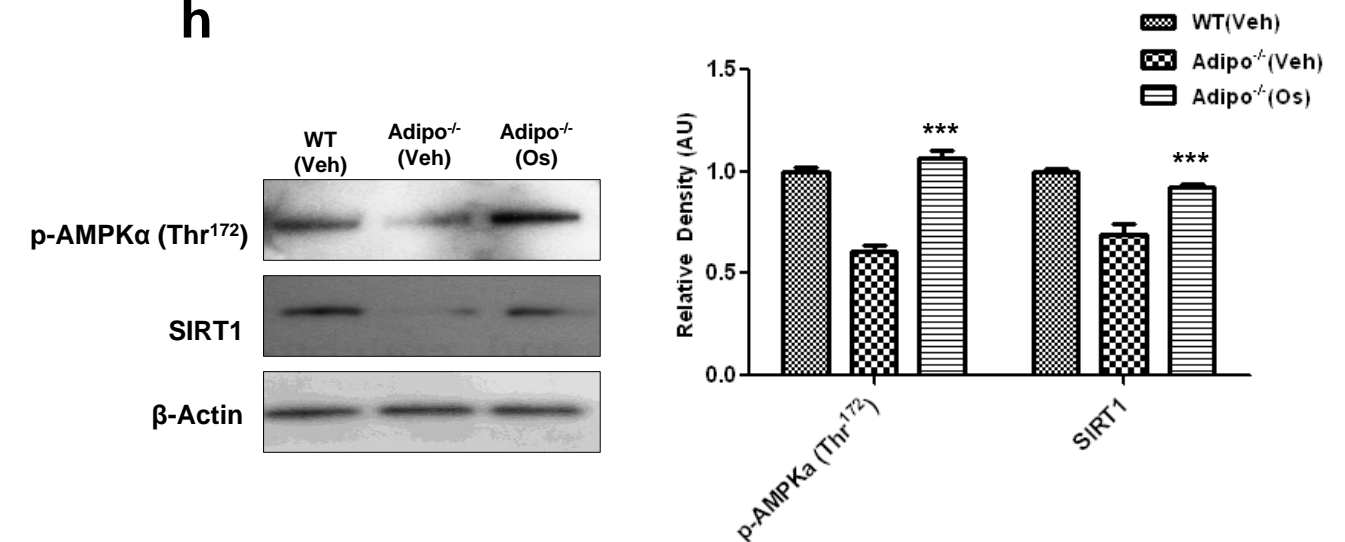 h
WT
(Veh)
Adipo-/-
(Veh)
Adipo-/-
(Os)
p-AMPKα (Thr172)
SIRT1
β-Actin
WT(Veh)
Adipo-/-(Veh)
Adipo-/-(Os)
Relative Density (AU)
1.5
1.0
0.5
0.0
***
***
p-AMPKa (Thr172)
SIRT1